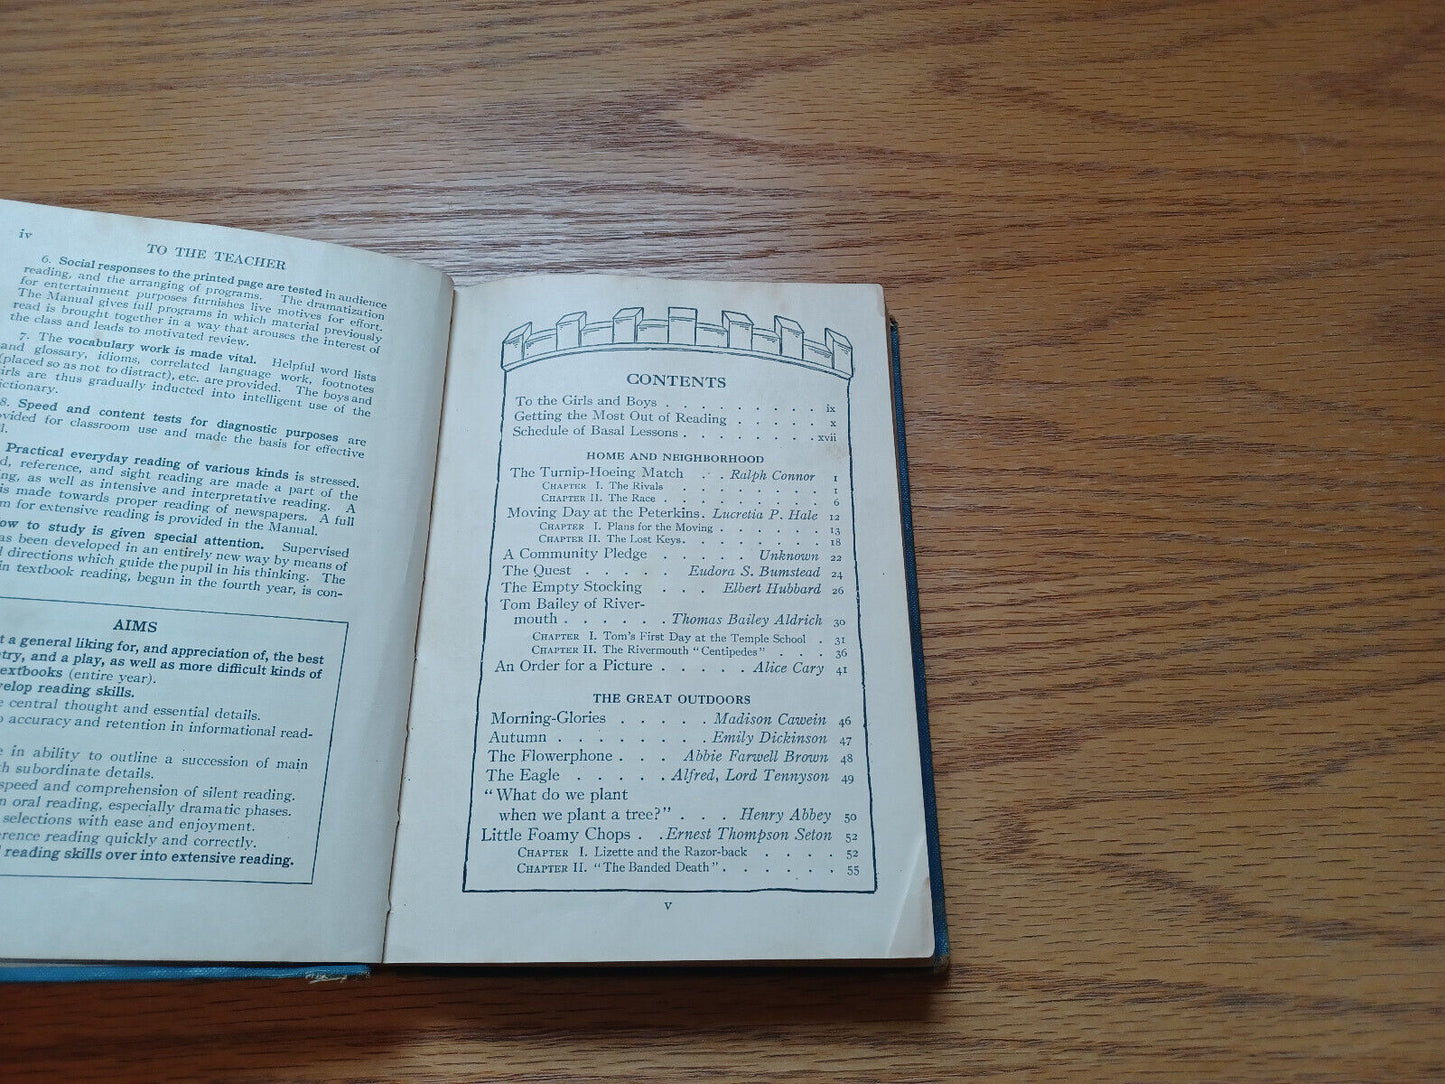 iv
TO THE TEACHER
6. Social responses to the printed page are tested in audience
reading, and the arranging of programs. The dramatization
for entertainment purposes furnishes live motives for effort.
The Manual gives full programs in which material previously
read is brought together in a way that arouses the interest of
the class and leads to motivated review.
7. The vocabulary work is made vital. Helpful word lists
and glossary, idioms, correlated language work, footnotes
(placed so as not to distract), etc. are provided. The boys and
irls are thus gradually inducted into intelligent use of the
ictionary.
8. Speed and content tests for diagnostic purposes are
ovided for classroom use and made the basis for effective
l.
Practical everyday reading of various kinds is stressed.
d, reference, and sight reading are made a part of the
ing, as well as intensive and interpretative reading. A
is made towards proper reading of newspapers. A full
m for extensive reading is provided in the Manual.
ow to study is given special attention. Supervised
as been developed in an entirely new way by means of
d directions which guide the pupil in his thinking. The
in textbook reading, begun in the fourth year, is con-
AIMS
t a general liking for, and appreciation of, the best
etry, and a play, as well as more difficult kinds of
textbooks (entire year).
velop reading skills.
e central thought and essential details.
o accuracy and retention in informational read-
e in ability to outline a succession of main
th subordinate details.
speed and comprehension of silent reading.
n oral reading, especially dramatic phases.
selections with ease and enjoyment.
erence reading quickly and correctly.
l reading skills over into extensive reading.
CONTENTS
To the Girls and Boys . . . . . . . . . ix
Getting the Most Out of Reading . . . . . . x
Schedule of Basal Lessons . . . . . . . . xvii
HOME AND NEIGHBORHOOD
The Turnip-Hoeing Match . . Ralph Connor 1
CHAPTER I. The Rivals . . . . . . . . . 1
CHAPTER II. The Race . . . . . . . . . 6
Moving Day at the Peterkins . Lucretia P. Hale 12
CHAPTER I. Plans for the Moving . . . . . . 13
CHAPTER II. The Lost Keys . . . . . . . . 18
A Community Pledge . . . . . Unknown 22
The Quest . . . . . Eudora S. Bumstead 24
The Empty Stocking . . . Elbert Hubbard 26
Tom Bailey of River-
mouth . . . . . . Thomas Bailey Aldrich 30
CHAPTER I. Tom's First Day at the Temple School . 31
CHAPTER II. The Rivermouth "Centipedes" . . . 36
An Order for a Picture . . . . . Alice Cary 41
THE GREAT OUTDOORS
Morning-Glories . . . . . Madison Cawein 46
Autumn . . . . . . . . Emily Dickinson 47
The Flowerphone . . . Abbie Farwell Brown 48
The Eagle . . . . . Alfred, Lord Tennyson 49
"What do we plant
when we plant a tree?" . . . Henry Abbey 50
Little Foamy Chops . . Ernest Thompson Seton 52
CHAPTER I. Lizette and the Razor-back . . . . 52
CHAPTER II. "The Banded Death" . . . . . . 55
v